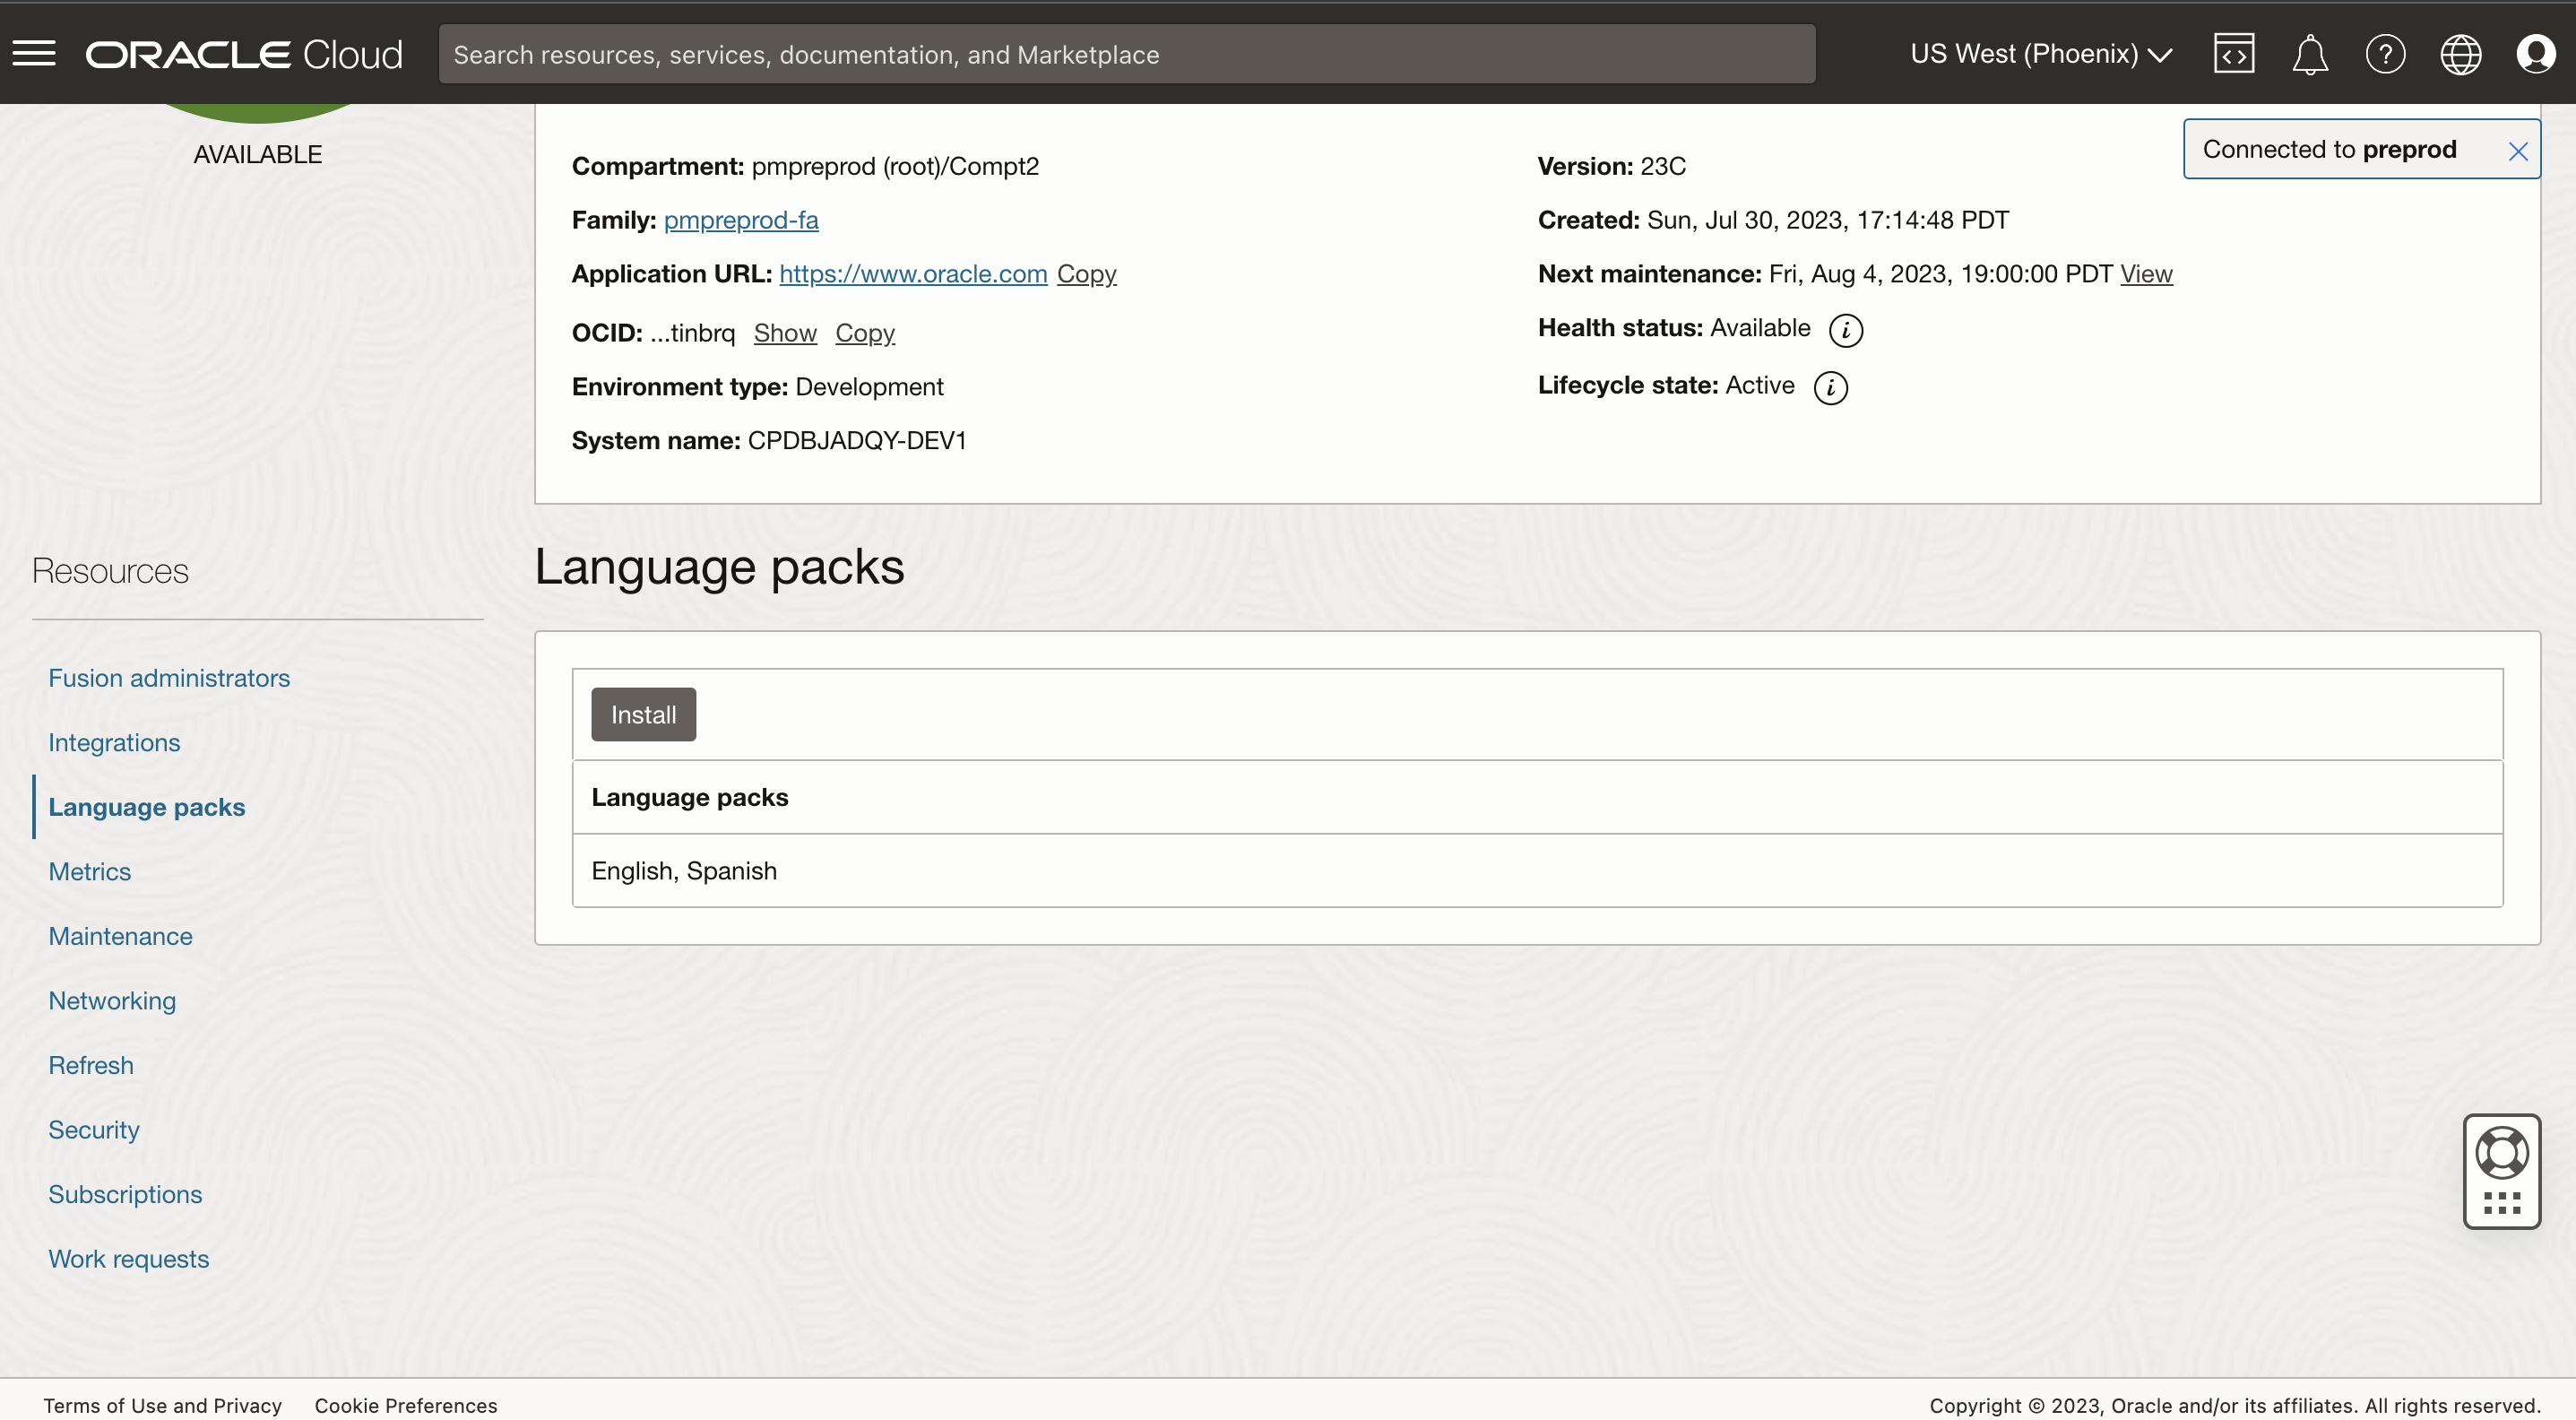 ORACLE Cloud
Search resources, services, documentation, and Marketplace
US West (Phoenix)
AVAILABLE
Connected to preprod
Compartment: pmpreprod (root)/Compt2
Family: pmpreprod-fa
Application URL: https://www.oracle.com Copy
OCID: ...tinbrq Show Copy
Environment type: Development
System name: CPDBJADQY-DEV1
Version: 23C
Created: Sun, Jul 30, 2023, 17:14:48 PDT
Next maintenance: Fri, Aug 4, 2023, 19:00:00 PDT View
Health status: Available i
Lifecycle state: Active i
Resources
Fusion administrators
Integrations
Language packs
Metrics
Maintenance
Networking
Refresh
Security
Subscriptions
Work requests
Language packs
Install
Language packs
English, Spanish
Terms of Use and Privacy
Cookie Preferences
Copyright © 2023, Oracle and/or its affiliates. All rights reserved.